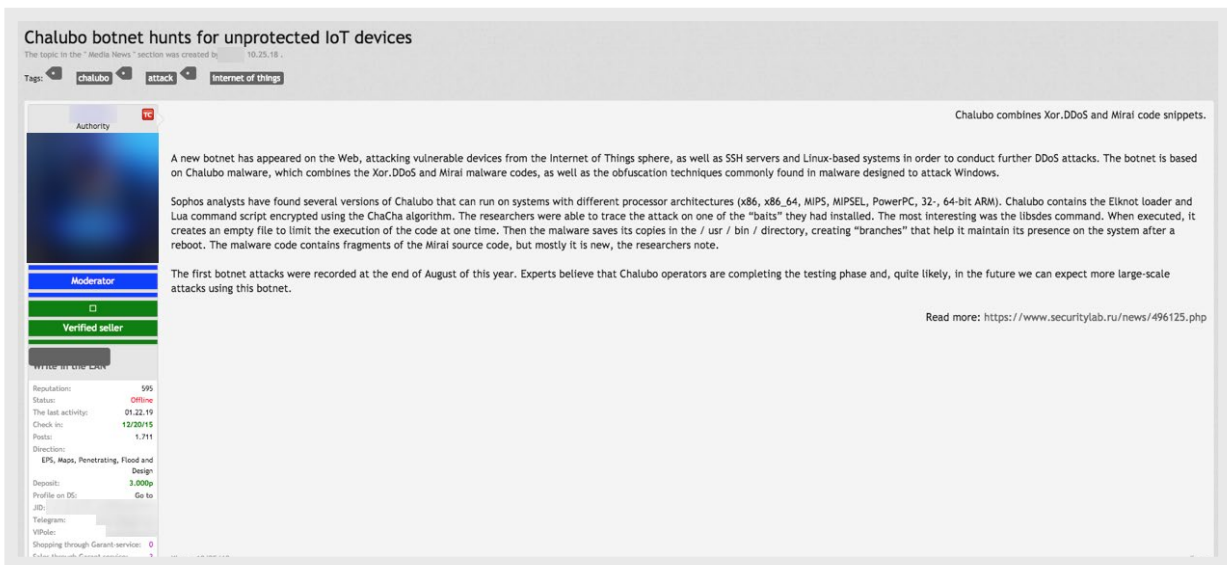 Chalubo botnet hunts for unprotected IoT devices
The topic in the " Media News " section was created by 10.25.18 .
Tags: chalubo attack internet of things
TC
Authority
Chalubo combines Xor.DDoS and Mirai code snippets.
A new botnet has appeared on the Web, attacking vulnerable devices from the Internet of Things sphere, as well as SSH servers and Linux-based systems in order to conduct further DDoS attacks. The botnet is based
on Chalubo malware, which combines the Xor.DDoS and Mirai malware codes, as well as the obfuscation techniques commonly found in malware designed to attack Windows.
Sophos analysts have found several versions of Chalubo that can run on systems with different processor architectures (x86, x86_64, MIPS, MIPSEL, PowerPC, 32-, 64-bit ARM). Chalubo contains the Elknot loader and
Lua command script encrypted using the ChaCha algorithm. The researchers were able to trace the attack on one of the “baits” they had installed. The most interesting was the libsdes command. When executed, it
creates an empty file to limit the execution of the code at one time. Then the malware saves its copies in the / usr / bin / directory, creating “branches” that help it maintain its presence on the system after a
reboot. The malware code contains fragments of the Mirai source code, but mostly it is new, the researchers note.
The first botnet attacks were recorded at the end of August of this year. Experts believe that Chalubo operators are completing the testing phase and, quite likely, in the future we can expect more large-scale
attacks using this botnet.
Read more: https://www.securitylab.ru/news/496125.php
Moderator
Verified seller
Write in the LAN
Reputation: 595
Status: Offline
The last activity: 01.22.19
Check in: 12/20/15
Posts: 1.711
Direction:
EPS, Maps, Penetrating, Flood and
Design
Deposit: 3.000p
Profile on DS: Go to
JID:
Telegram:
VIPole:
Shopping through Garant-service: 0